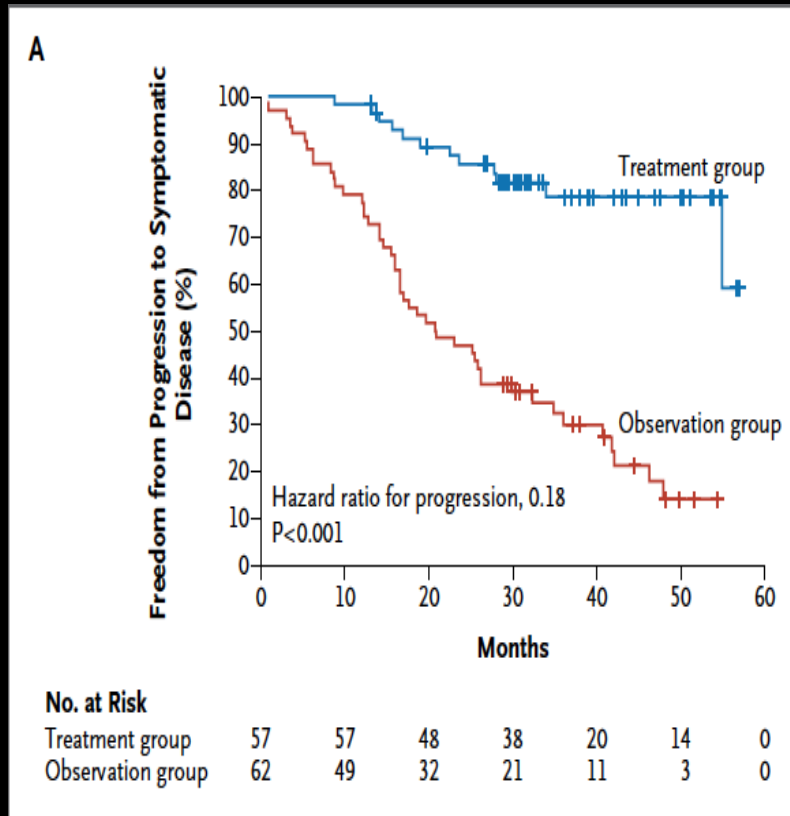 A
Freedom from Progression to Symptomatic
Disease (%)
100
90
80
70
60
50
40
30
20
10
0
Treatment group
Observation group
Hazard ratio for progression, 0.18
P<0.001
0 10 20 30 40 50 60
Months
No. at Risk
Treatment group 57 57 48 38 20 14 0
Observation group 62 49 32 21 11 3 0